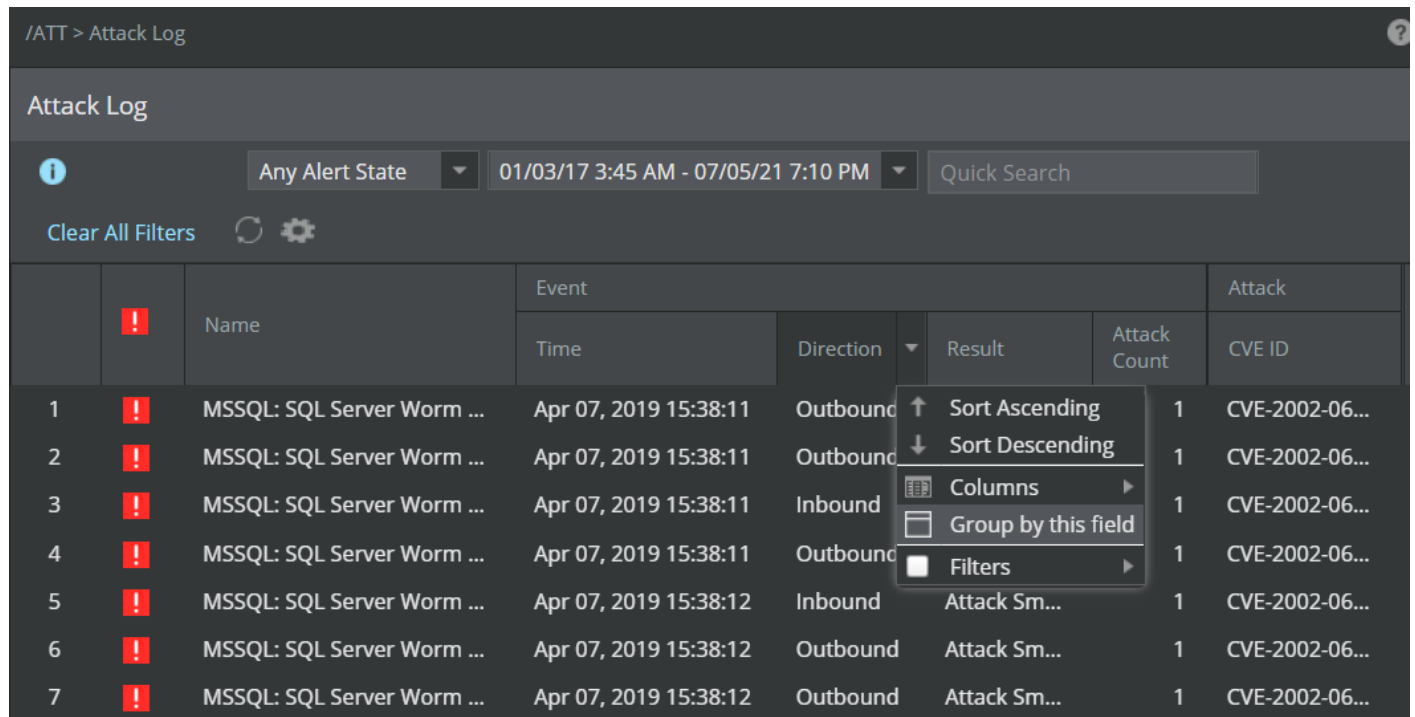 /ATT > Attack Log
?
Attack Log
i
Any Alert State
01/03/17 3:45 AM - 07/05/21 7:10 PM
Quick Search
Clear All Filters
Event
Attack
!
Name
Time
Direction
Result
Attack
Count
CVE ID
1 ! MSSQL: SQL Server Worm ... Apr 07, 2019 15:38:11 Outbound 1 CVE-2002-06...
2 ! MSSQL: SQL Server Worm ... Apr 07, 2019 15:38:11 Outbound 1 CVE-2002-06...
3 ! MSSQL: SQL Server Worm ... Apr 07, 2019 15:38:11 Inbound 1 CVE-2002-06...
4 ! MSSQL: SQL Server Worm ... Apr 07, 2019 15:38:11 Outbound 1 CVE-2002-06...
5 ! MSSQL: SQL Server Worm ... Apr 07, 2019 15:38:12 Inbound Attack Sm... 1 CVE-2002-06...
6 ! MSSQL: SQL Server Worm ... Apr 07, 2019 15:38:12 Outbound Attack Sm... 1 CVE-2002-06...
7 ! MSSQL: SQL Server Worm ... Apr 07, 2019 15:38:12 Outbound Attack Sm... 1 CVE-2002-06...
Sort Ascending
Sort Descending
Columns
Group by this field
Filters